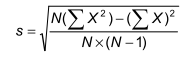 s = √((N(∑X²) − (∑X)²) / (N×(N−1)))